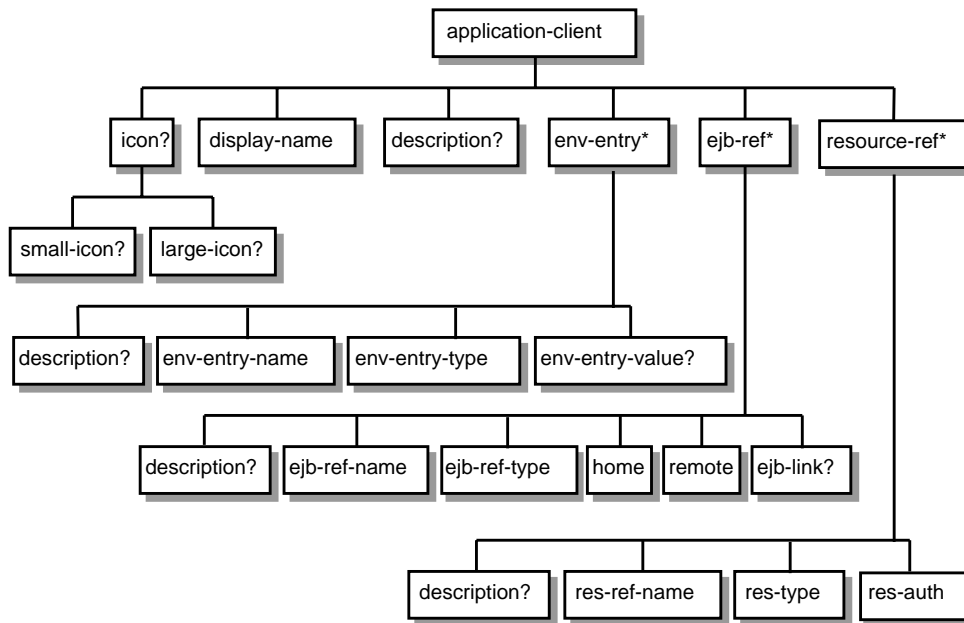 application-client
icon?
display-name
description?
env-entry*
ejb-ref*
resource-ref*
small-icon?
large-icon?
description?
env-entry-name
env-entry-type
env-entry-value?
description?
ejb-ref-name
ejb-ref-type
home
remote
ejb-link?
description?
res-ref-name
res-type
res-auth